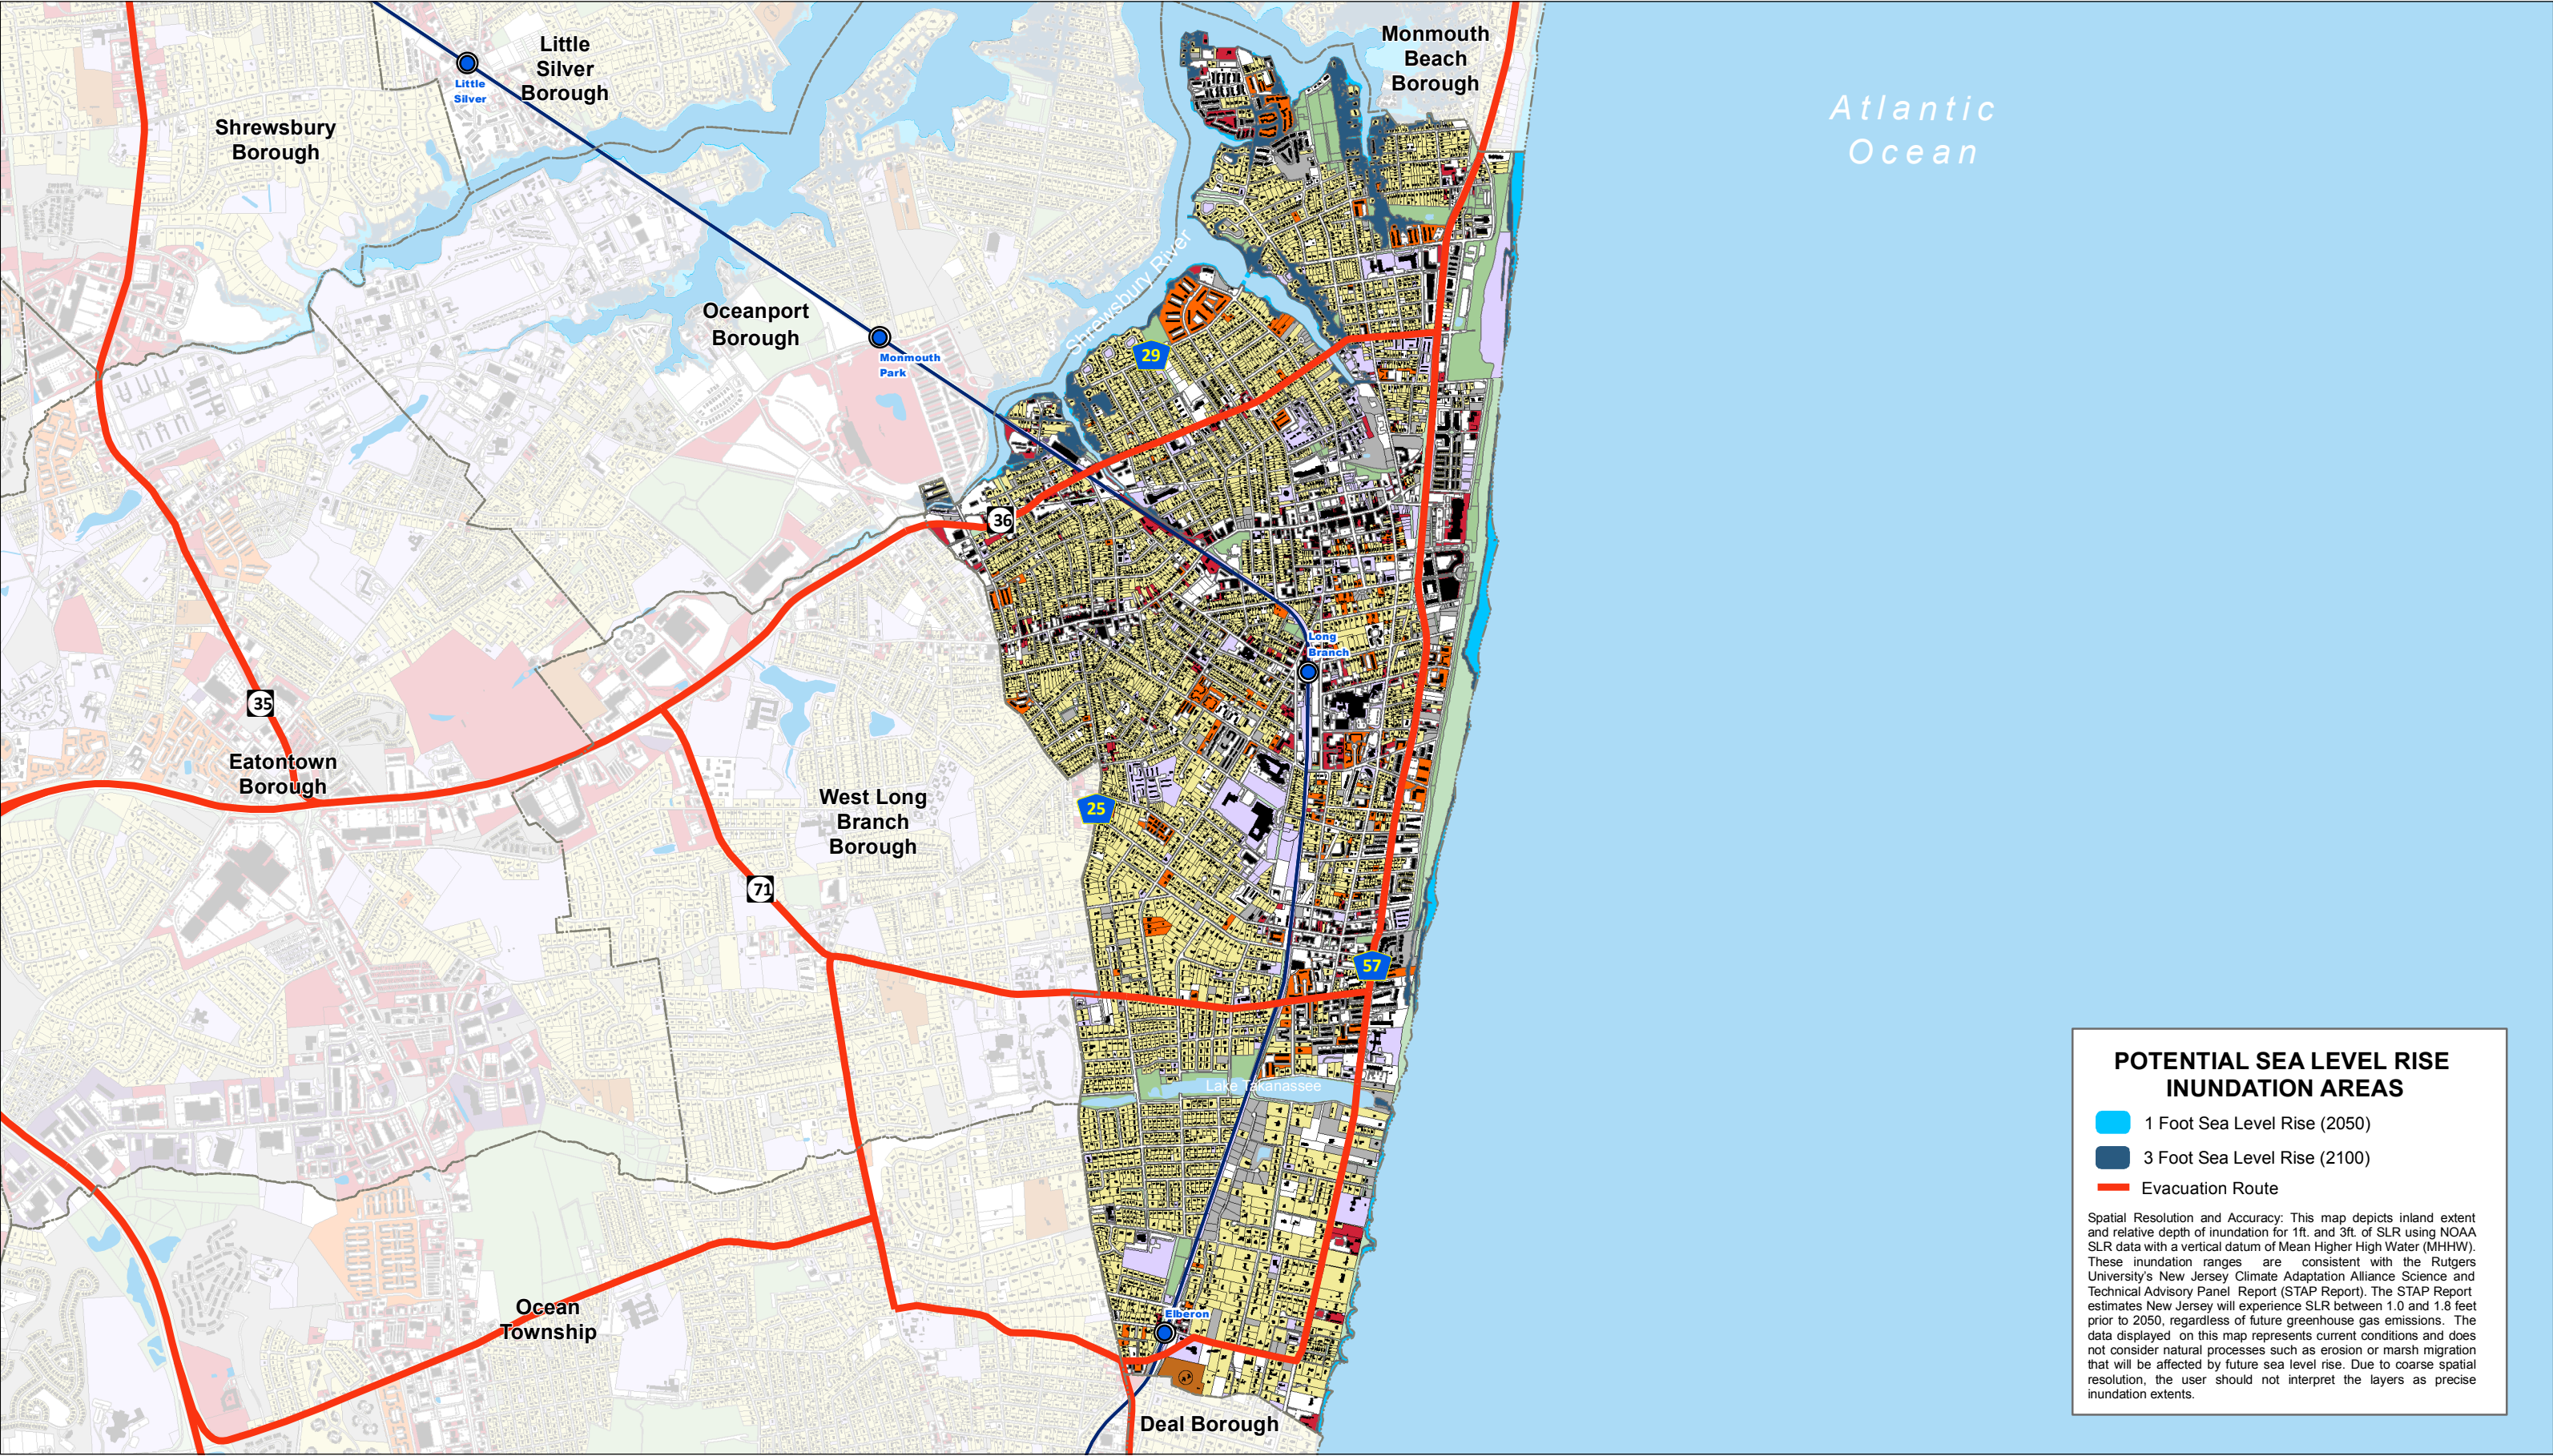 Little
Silver
Borough
Monmouth
Beach
Borough
Little
Silver
Shrewsbury
Borough
Atlantic
Ocean
Shrewsbury River
Oceanport
Borough
Monmouth
Park
29
36
Long
Branch
35
Eatontown
Borough
West Long
Branch
Borough
25
71
57
Lake Takanassee
Elberon
Ocean
Township
Deal Borough
POTENTIAL SEA LEVEL RISE
INUNDATION AREAS
1 Foot Sea Level Rise (2050)
3 Foot Sea Level Rise (2100)
Evacuation Route
Spatial Resolution and Accuracy: This map depicts inland extent
and relative depth of inundation for 1ft. and 3ft. of SLR using NOAA
SLR data with a vertical datum of Mean Higher High Water (MHHW).
These inundation ranges are consistent with the Rutgers
University's New Jersey Climate Adaptation Alliance Science and
Technical Advisory Panel Report (STAP Report). The STAP Report
estimates New Jersey will experience SLR between 1.0 and 1.8 feet
prior to 2050, regardless of future greenhouse gas emissions. The
data displayed on this map represents current conditions and does
not consider natural processes such as erosion or marsh migration
that will be affected by future sea level rise. Due to coarse spatial
resolution, the user should not interpret the layers as precise
inundation extents.